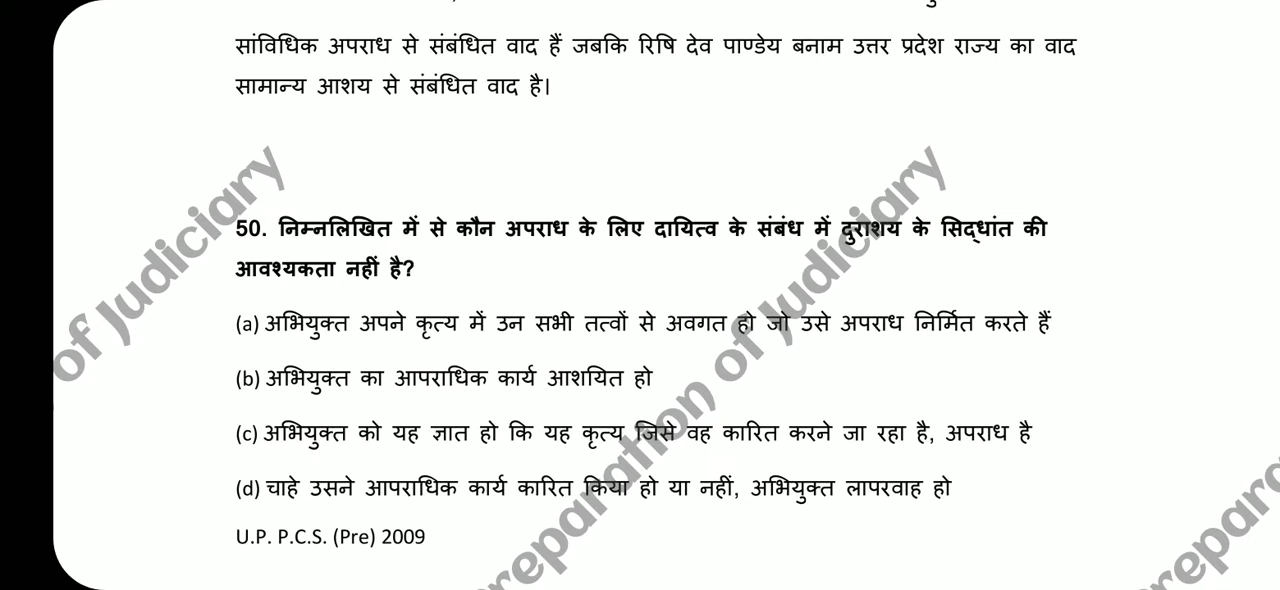 सांविधिक अपराध से संबंधित वाद हैं जबकि रिषि देव पाण्डेय बनाम उत्तर प्रदेश राज्य का वाद
सामान्य आशय से संबंधित वाद है।
50. निम्नलिखित में से कौन अपराध के लिए दायित्व के संबंध में दुराशय के सिद्धांत की
आवश्यकता नहीं है?
(a) अभियुक्त अपने कृत्य में उन सभी तत्वों से अवगत हो जो उसे अपराध निर्मित करते हैं
(b) अभियुक्त का आपराधिक कार्य आशयित हो
(c) अभियुक्त को यह ज्ञात हो कि यह कृत्य जिसे वह कारित करने जा रहा है, अपराध है
(d) चाहे उसने आपराधिक कार्य कारित किया हो या नहीं, अभियुक्त लापरवाह हो
U.P. P.C.S. (Pre) 2009
of Judiciary
reparation of Judiciary
repar